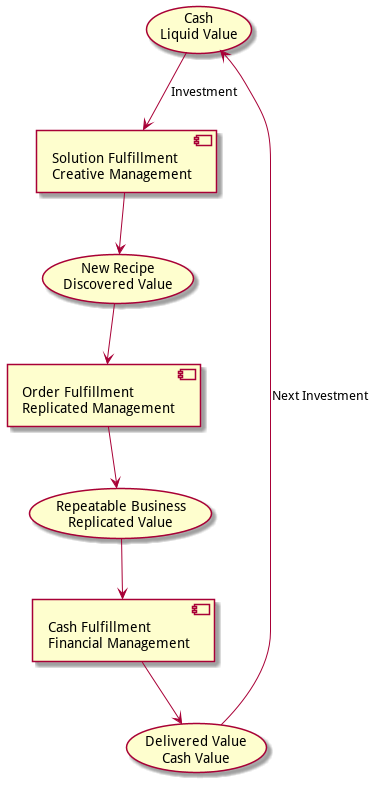 Cash
Liquid Value
Investment
Solution Fulfillment
Creative Management
New Recipe
Discovered Value
Order Fulfillment
Replicated Management
Next Investment
Repeatable Business
Replicated Value
Cash Fulfillment
Financial Management
Delivered Value
Cash Value